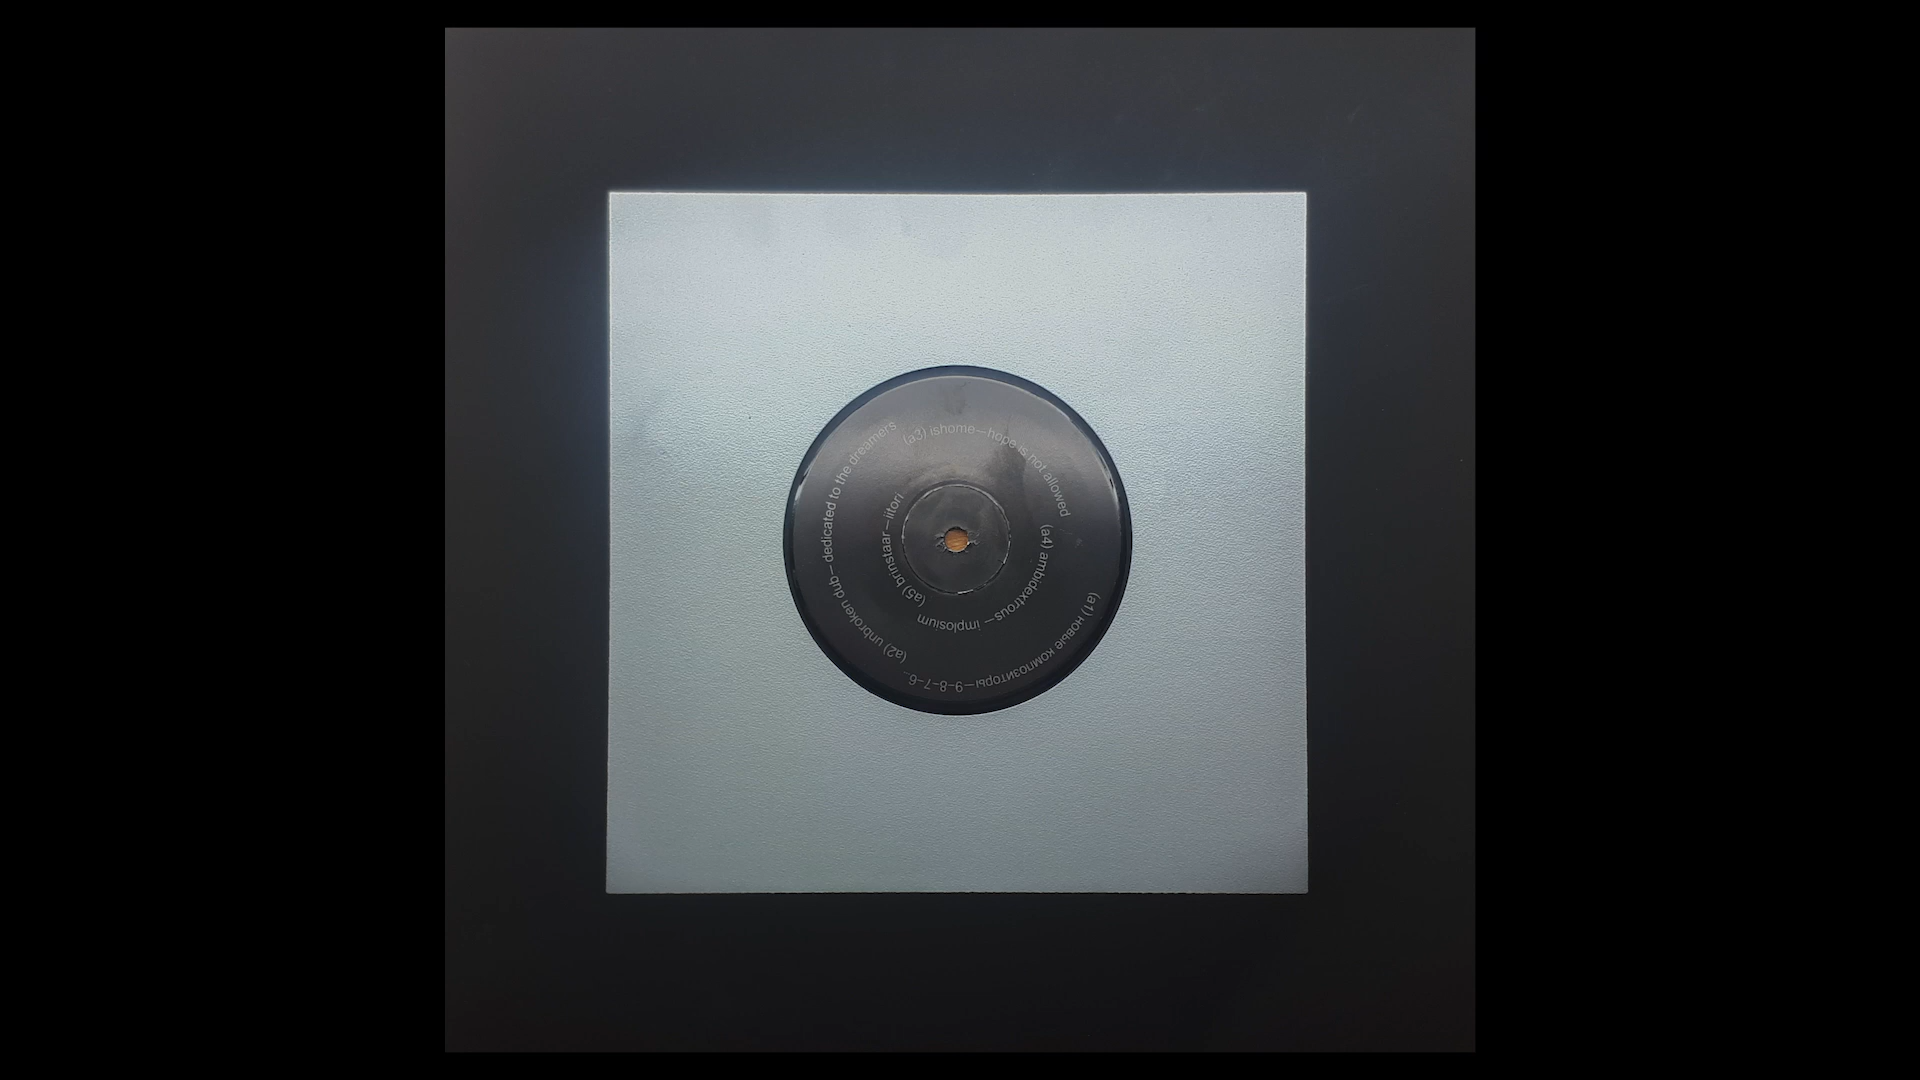 (a1) новые композиторы—9-8-7-6
(a2) unbroken dub—dedicated to the dreamers
(a3) ishome—hope is not allowed
(a4) ambidextrous—implosium
(a5) brinstaar—iitori